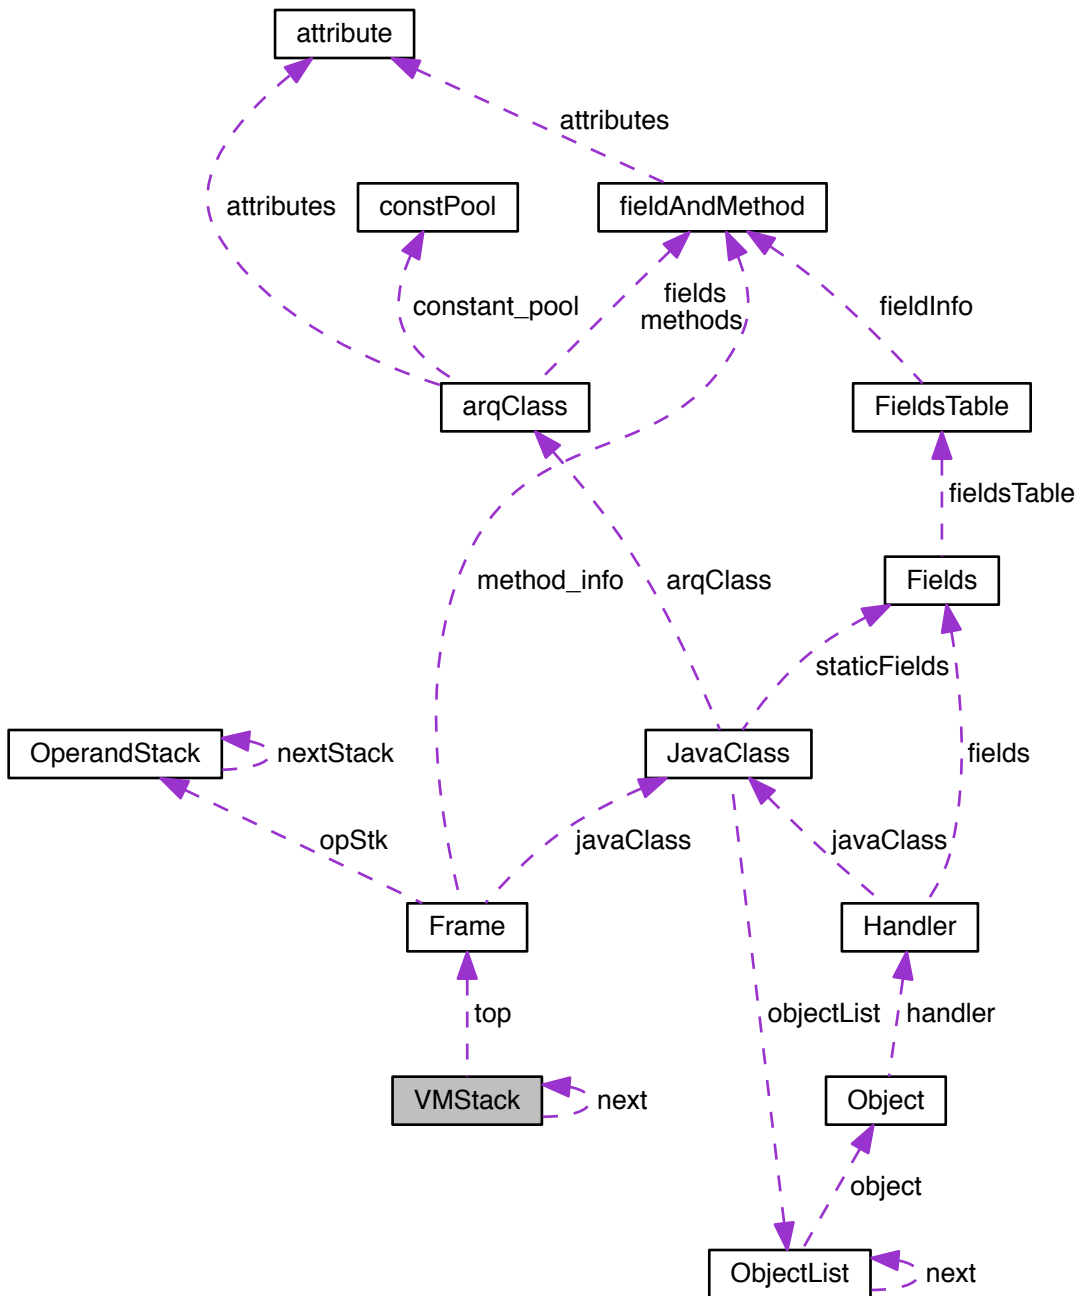 attribute
attributes
constPool
fieldAndMethod
attributes
constant_pool
fields
methods
fieldInfo
arqClass
FieldsTable
fieldsTable
method_info
arqClass
Fields
staticFields
OperandStack
nextStack
JavaClass
fields
opStk
javaClass
javaClass
Frame
Handler
top
objectList
handler
VMStack
next
Object
object
ObjectList
next